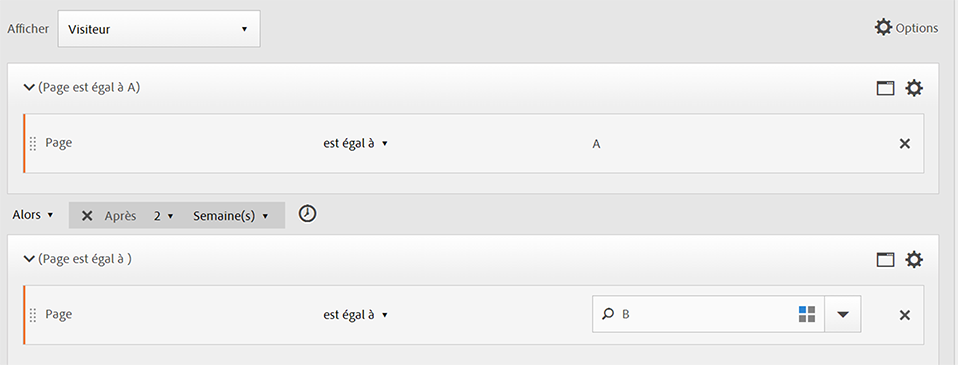 Afficher Visiteur Options
(Page est égal à A)
Page est égal à A
Alors Après 2 Semaine(s)
(Page est égal à )
Page est égal à B